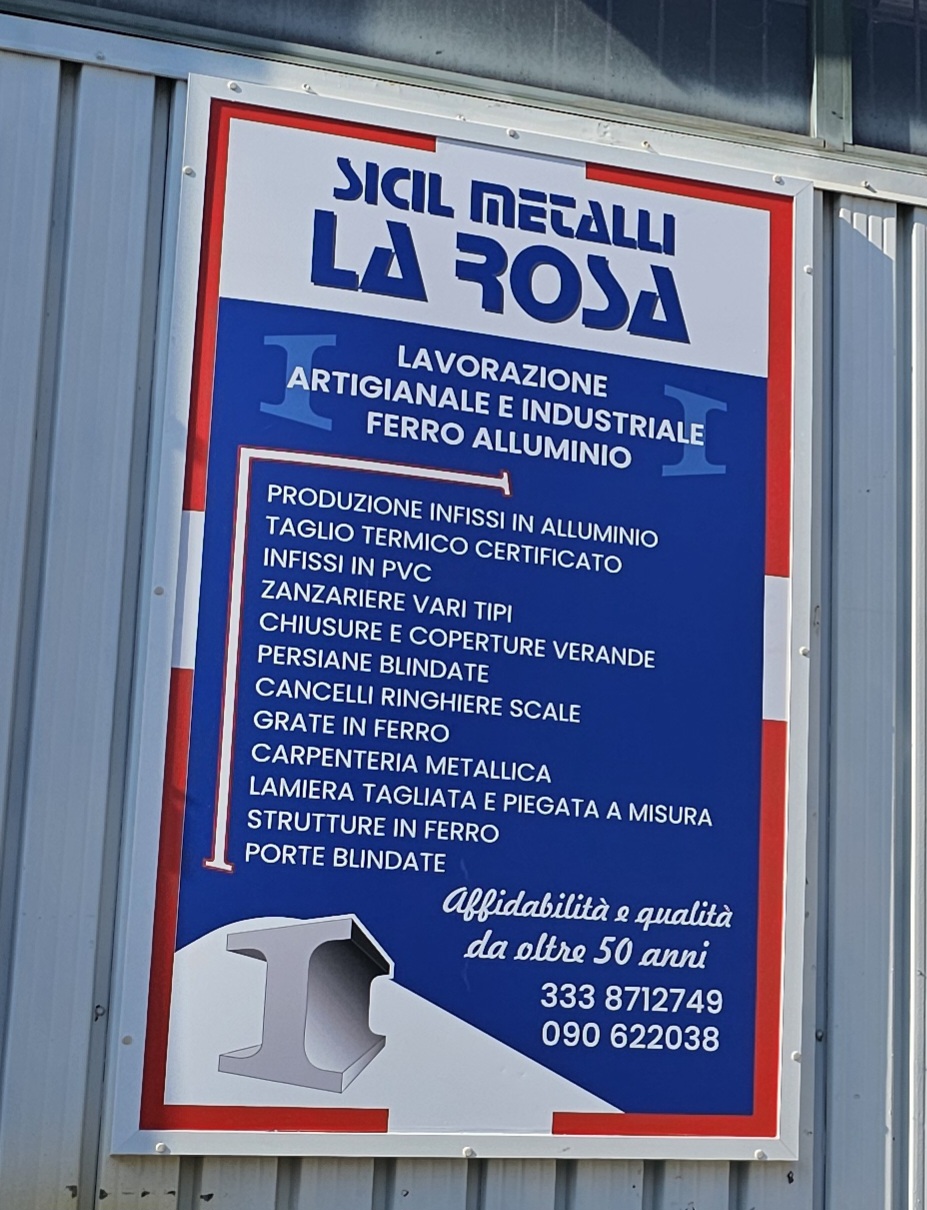 SICIL METALLI
LA ROSA
LAVORAZIONE
ARTIGIANALE E INDUSTRIALE
FERRO ALLUMINIO
PRODUZIONE INFISSI IN ALLUMINIO
TAGLIO TERMICO CERTIFICATO
INFISSI IN PVC
ZANZARIERE VARI TIPI
CHIUSURE E COPERTURE VERANDE
PERSIANE BLINDATE
CANCELLI RINGHIERE SCALE
GRATE IN FERRO
CARPENTERIA METALLICA
LAMIERA TAGLIATA E PIEGATA A MISURA
STRUTTURE IN FERRO
PORTE BLINDATE
Affidabilità e qualità
da oltre 50 anni
333 8712749
090 622038